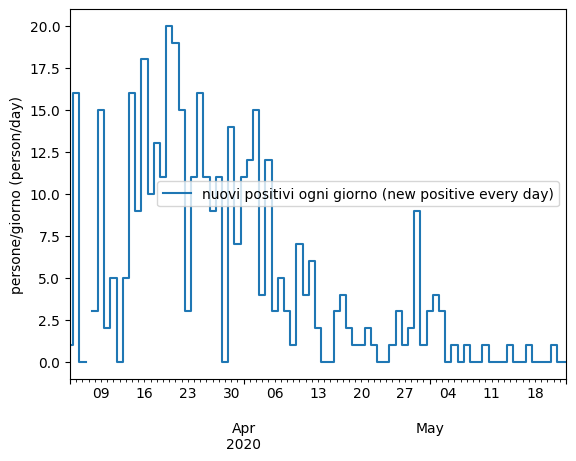 20.0
17.5
15.0
12.5
10.0
7.5
5.0
2.5
0.0
persone/giorno (person/day)
nuovi positivi ogni giorno (new positive every day)
09 16 23 30 06 13 20 27 04 11 18
Apr May
2020